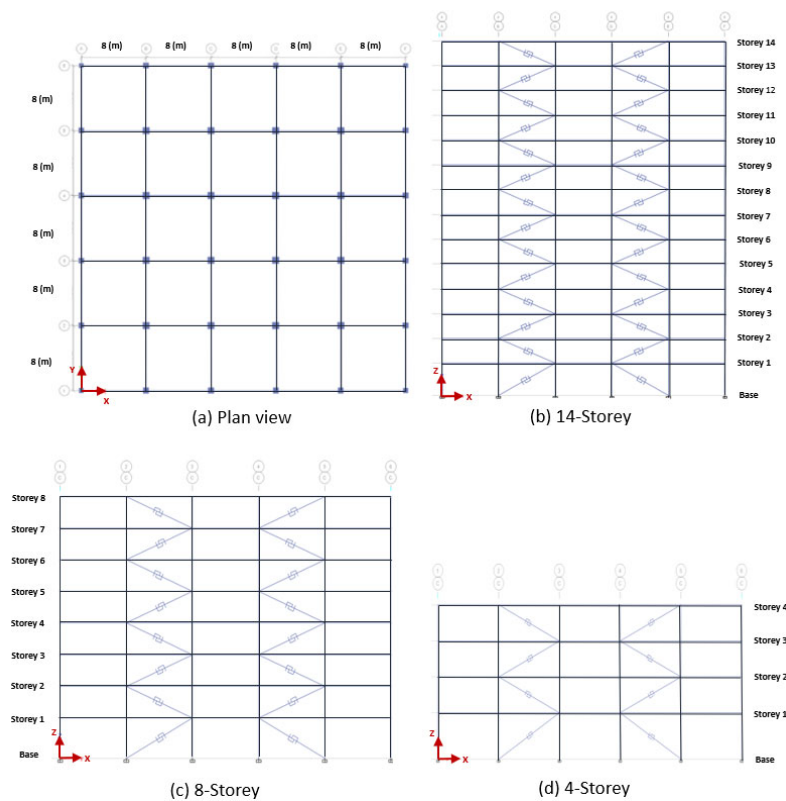 8 (m) 8 (m) 8 (m) 8 (m) 8 (m)
8 (m)
8 (m)
8 (m)
8 (m)
8 (m)
Y
X
(a) Plan view
Storey 14
Storey 13
Storey 12
Storey 11
Storey 10
Storey 9
Storey 8
Storey 7
Storey 6
Storey 5
Storey 4
Storey 3
Storey 2
Storey 1
Base
Z
X
(b) 14-Storey
Storey 8
Storey 7
Storey 6
Storey 5
Storey 4
Storey 3
Storey 2
Storey 1
Base
Z
X
(c) 8-Storey
Storey 4
Storey 3
Storey 2
Storey 1
Base
Z
X
(d) 4-Storey